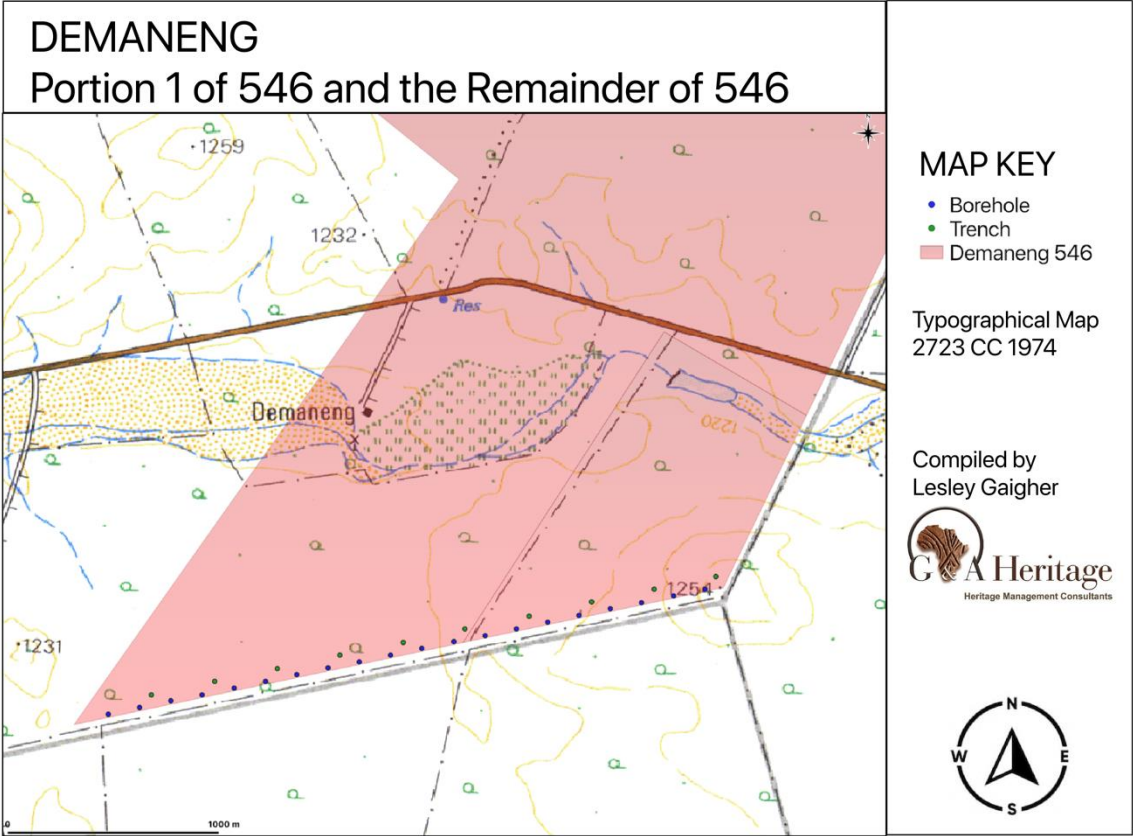 DEMANENG
Portion 1 of 546 and the Remainder of 546
1259
1232
Res
Demaneng
1220
1254
1231
0
1000 m
MAP KEY
Borehole
Trench
Demaneng 546
Typographical Map
2723 CC 1974
Compiled by
Lesley Gaigher
G & A Heritage
Heritage Management Consultants
N
W
E
S